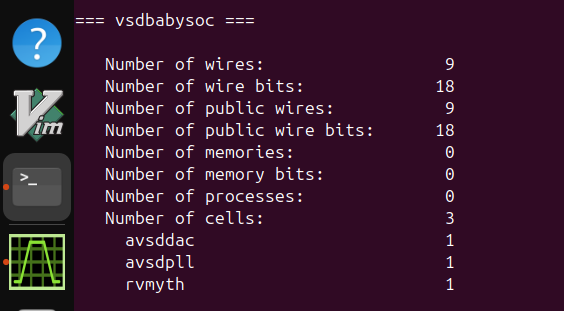 === vsdbabysoc ===
Number of wires: 9
Number of wire bits: 18
Number of public wires: 9
Number of public wire bits: 18
Number of memories: 0
Number of memory bits: 0
Number of processes: 0
Number of cells: 3
avsddac 1
avsdpll 1
rvmyth 1
?
Vim
>_